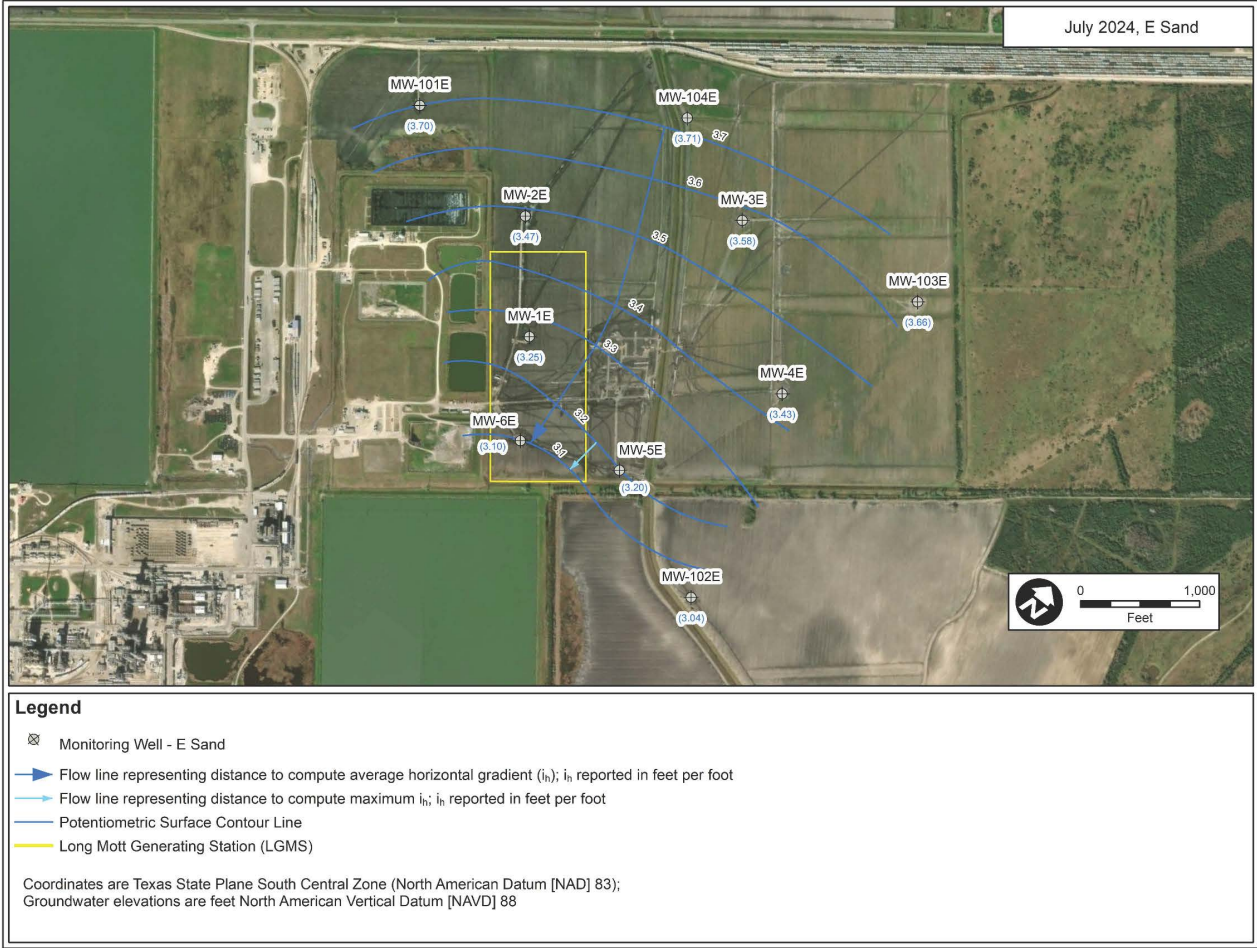 July 2024, E Sand
MW-101E
(3.70)
MW-104E
(3.71)
3.7
3.6
MW-2E
(3.47)
MW-3E
(3.58)
3.5
MW-103E
(3.66)
3.4
MW-1E
(3.25)
3.3
MW-4E
(3.43)
3.2
MW-6E
(3.10)
3.1
MW-5E
(3.20)
MW-102E
(3.04)
N
0 1,000
Feet
Legend
Monitoring Well - E Sand
Flow line representing distance to compute average horizontal gradient (ih); ih reported in feet per foot
Flow line representing distance to compute maximum ih; ih reported in feet per foot
Potentiometric Surface Contour Line
Long Mott Generating Station (LGMS)
Coordinates are Texas State Plane South Central Zone (North American Datum [NAD] 83);
Groundwater elevations are feet North American Vertical Datum [NAVD] 88